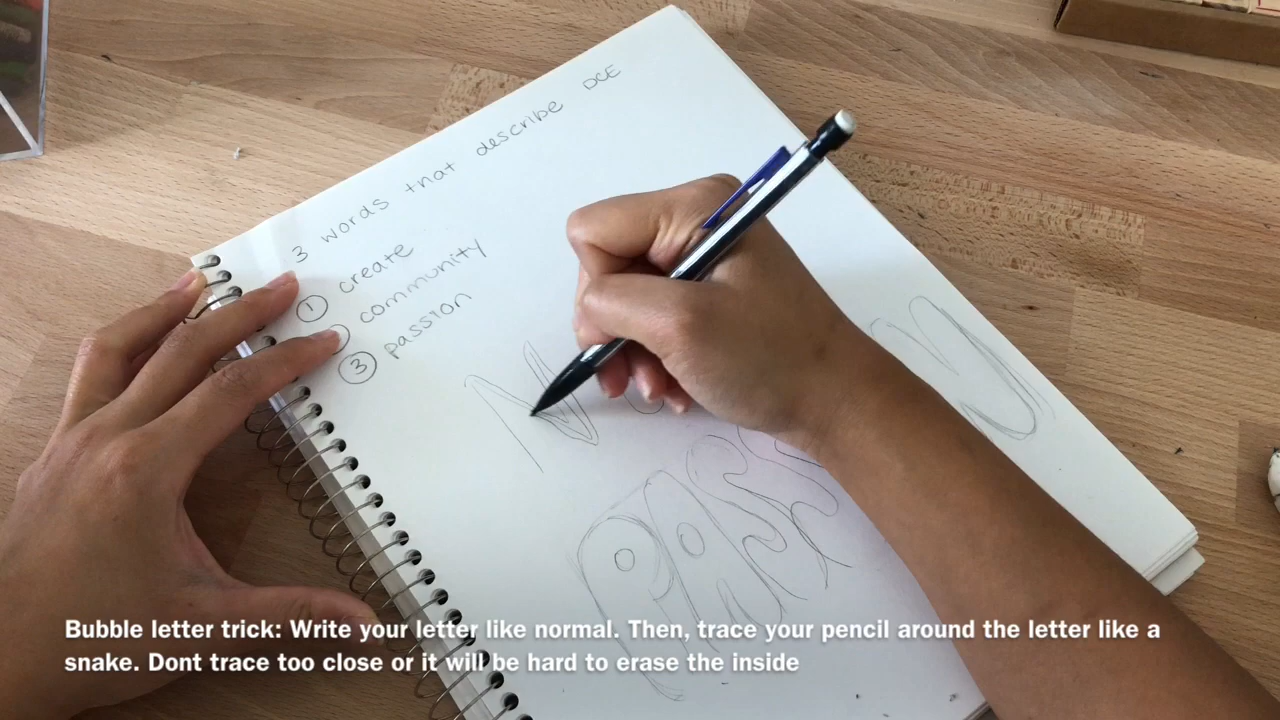 3 words that describe DCE
① create
community
③ passion
N
PASS
Bubble letter trick: Write your letter like normal. Then, trace your pencil around the letter like a
snake. Dont trace too close or it will be hard to erase the inside